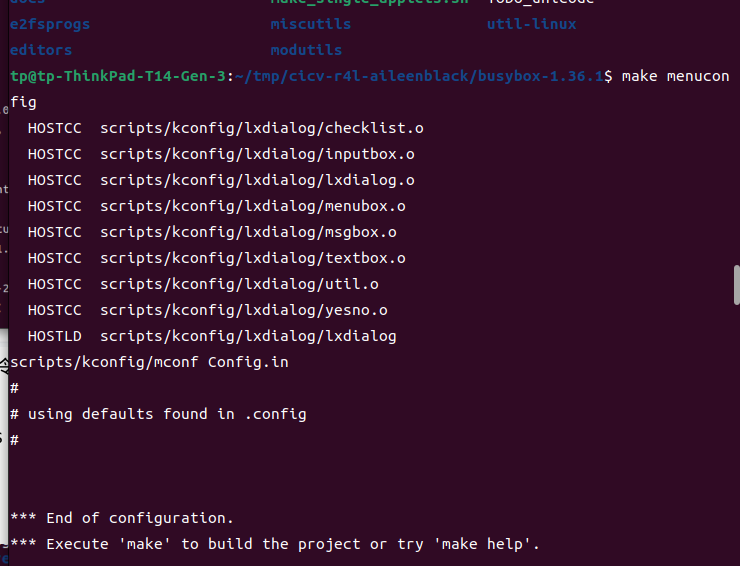 make_single_applets.sh TODO_unicode
e2fsprogs miscutils util-linux
editors modutils
tp@tp-ThinkPad-T14-Gen-3:~/tmp/cicv-r4l-aileenblack/busybox-1.36.1$ make menucon
fig
HOSTCC scripts/kconfig/lxdialog/checklist.o
HOSTCC scripts/kconfig/lxdialog/inputbox.o
HOSTCC scripts/kconfig/lxdialog/lxdialog.o
HOSTCC scripts/kconfig/lxdialog/menubox.o
HOSTCC scripts/kconfig/lxdialog/msgbox.o
HOSTCC scripts/kconfig/lxdialog/textbox.o
HOSTCC scripts/kconfig/lxdialog/util.o
HOSTCC scripts/kconfig/lxdialog/yesno.o
HOSTLD scripts/kconfig/lxdialog/lxdialog
scripts/kconfig/mconf Config.in
#
# using defaults found in .config
#
*** End of configuration.
*** Execute 'make' to build the project or try 'make help'.